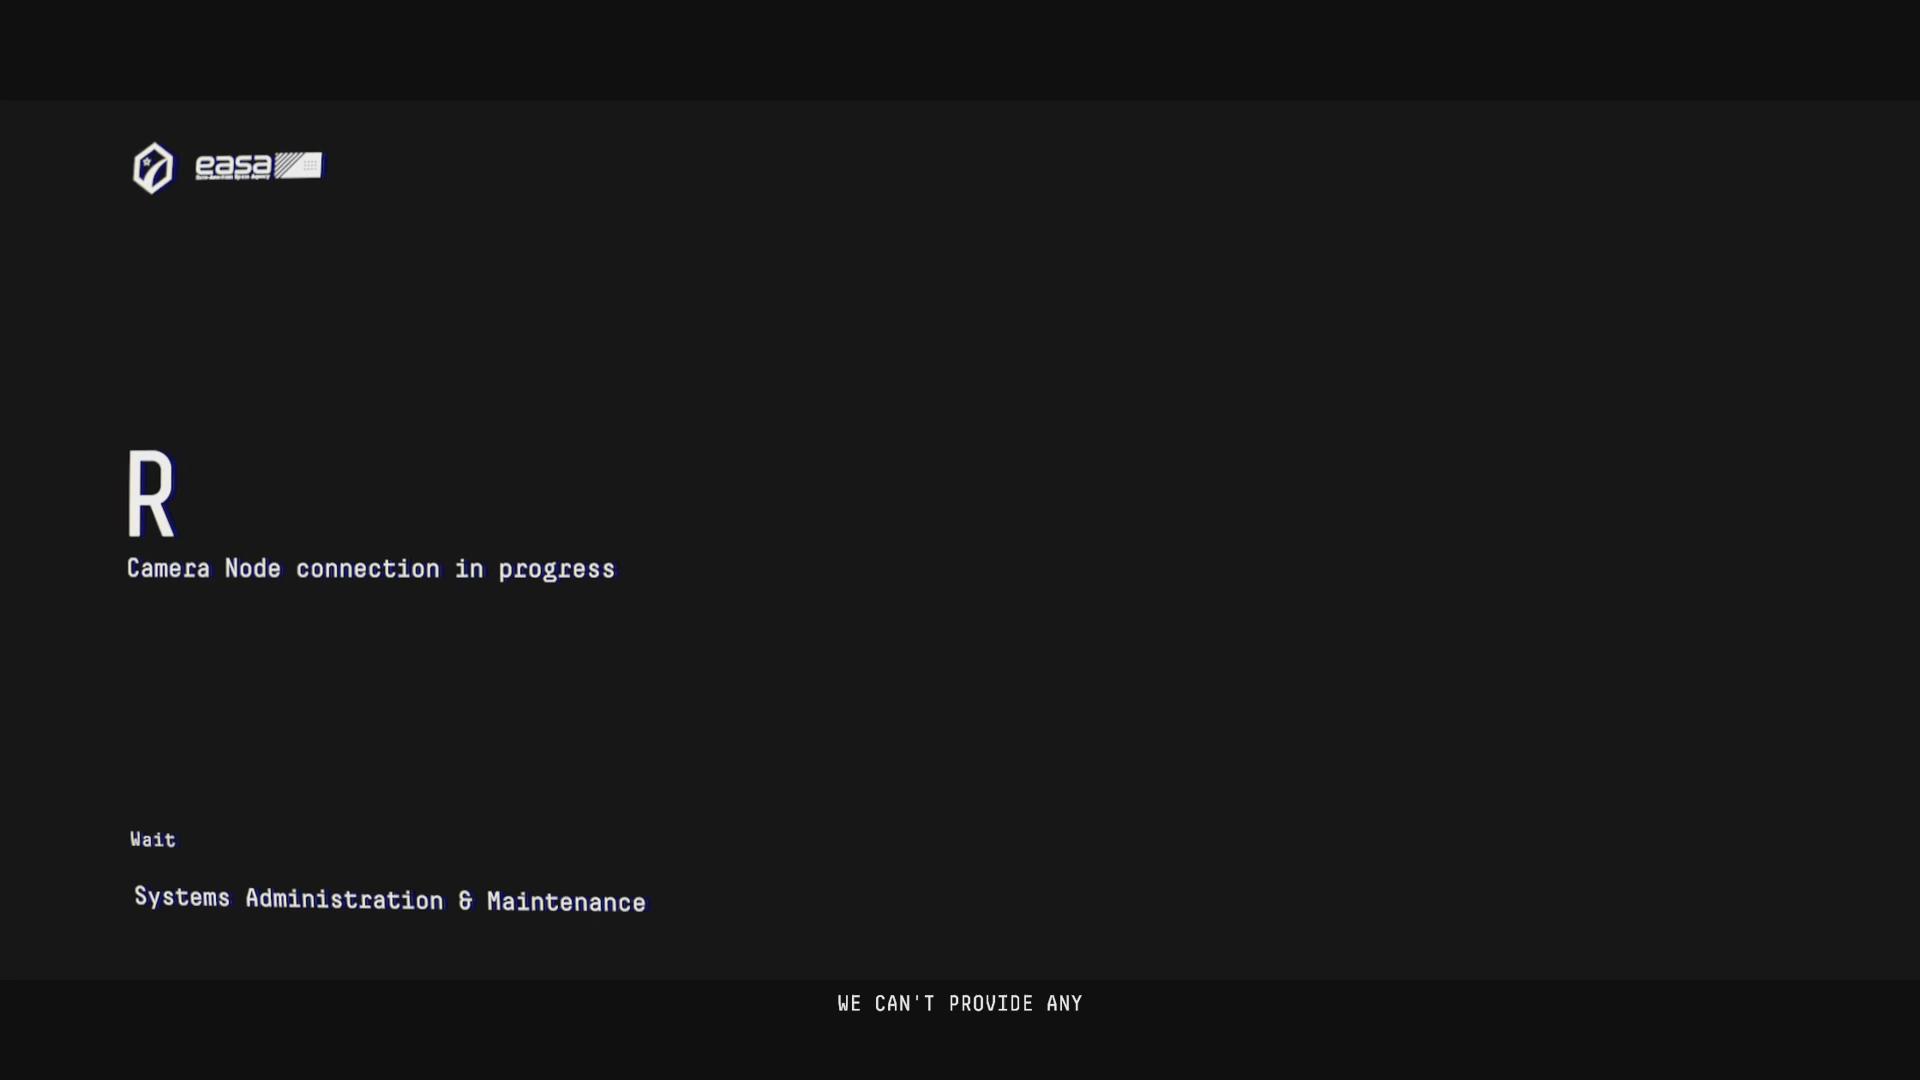 easa
R
Camera Node connection in progress
Wait
Systems Administration & Maintenance
WE CAN'T PROVIDE ANY